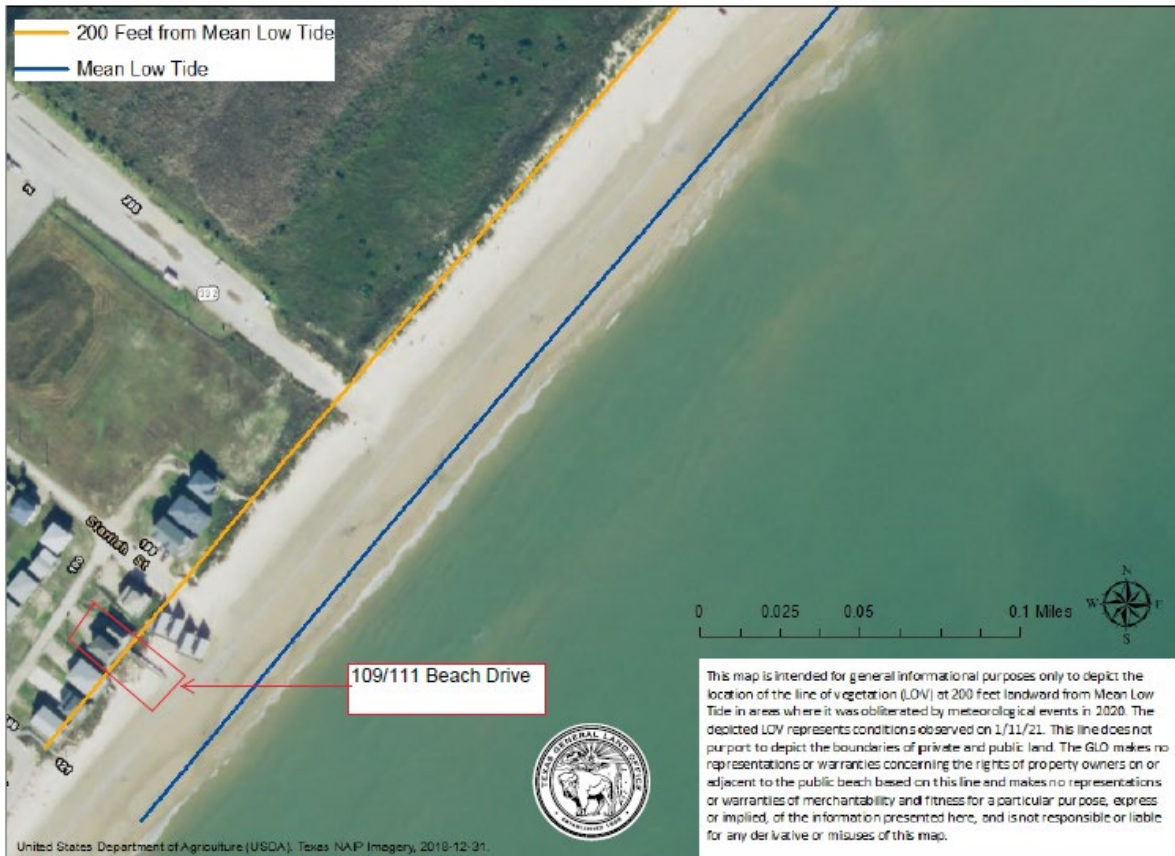 200 Feet from Mean Low Tide
Mean Low Tide
332
Starfish St
109/111 Beach Drive
N
W E
S
0 0.025 0.05 0.1 Miles
TEXAS GENERAL LAND OFFICE
This map is intended for general informational purposes only to depict the
location of the line of vegetation (LOV) at 200 feet landward from Mean Low
Tide in areas where it was obliterated by meteorological events in 2020. The
depicted LOV represents conditions observed on 1/11/21. This line does not
purport to depict the boundaries of private and public land. The GLO makes no
representations or warranties concerning the rights of property owners on or
adjacent to the public beach based on this line and makes no representations
or warranties of merchantability and fitness for a particular purpose, express
or implied, of the information presented here, and is not responsible or liable
for any derivative or misuses of this map.
United States Department of Agriculture (USDA). Texas NAIP Imagery, 2018-12-31.